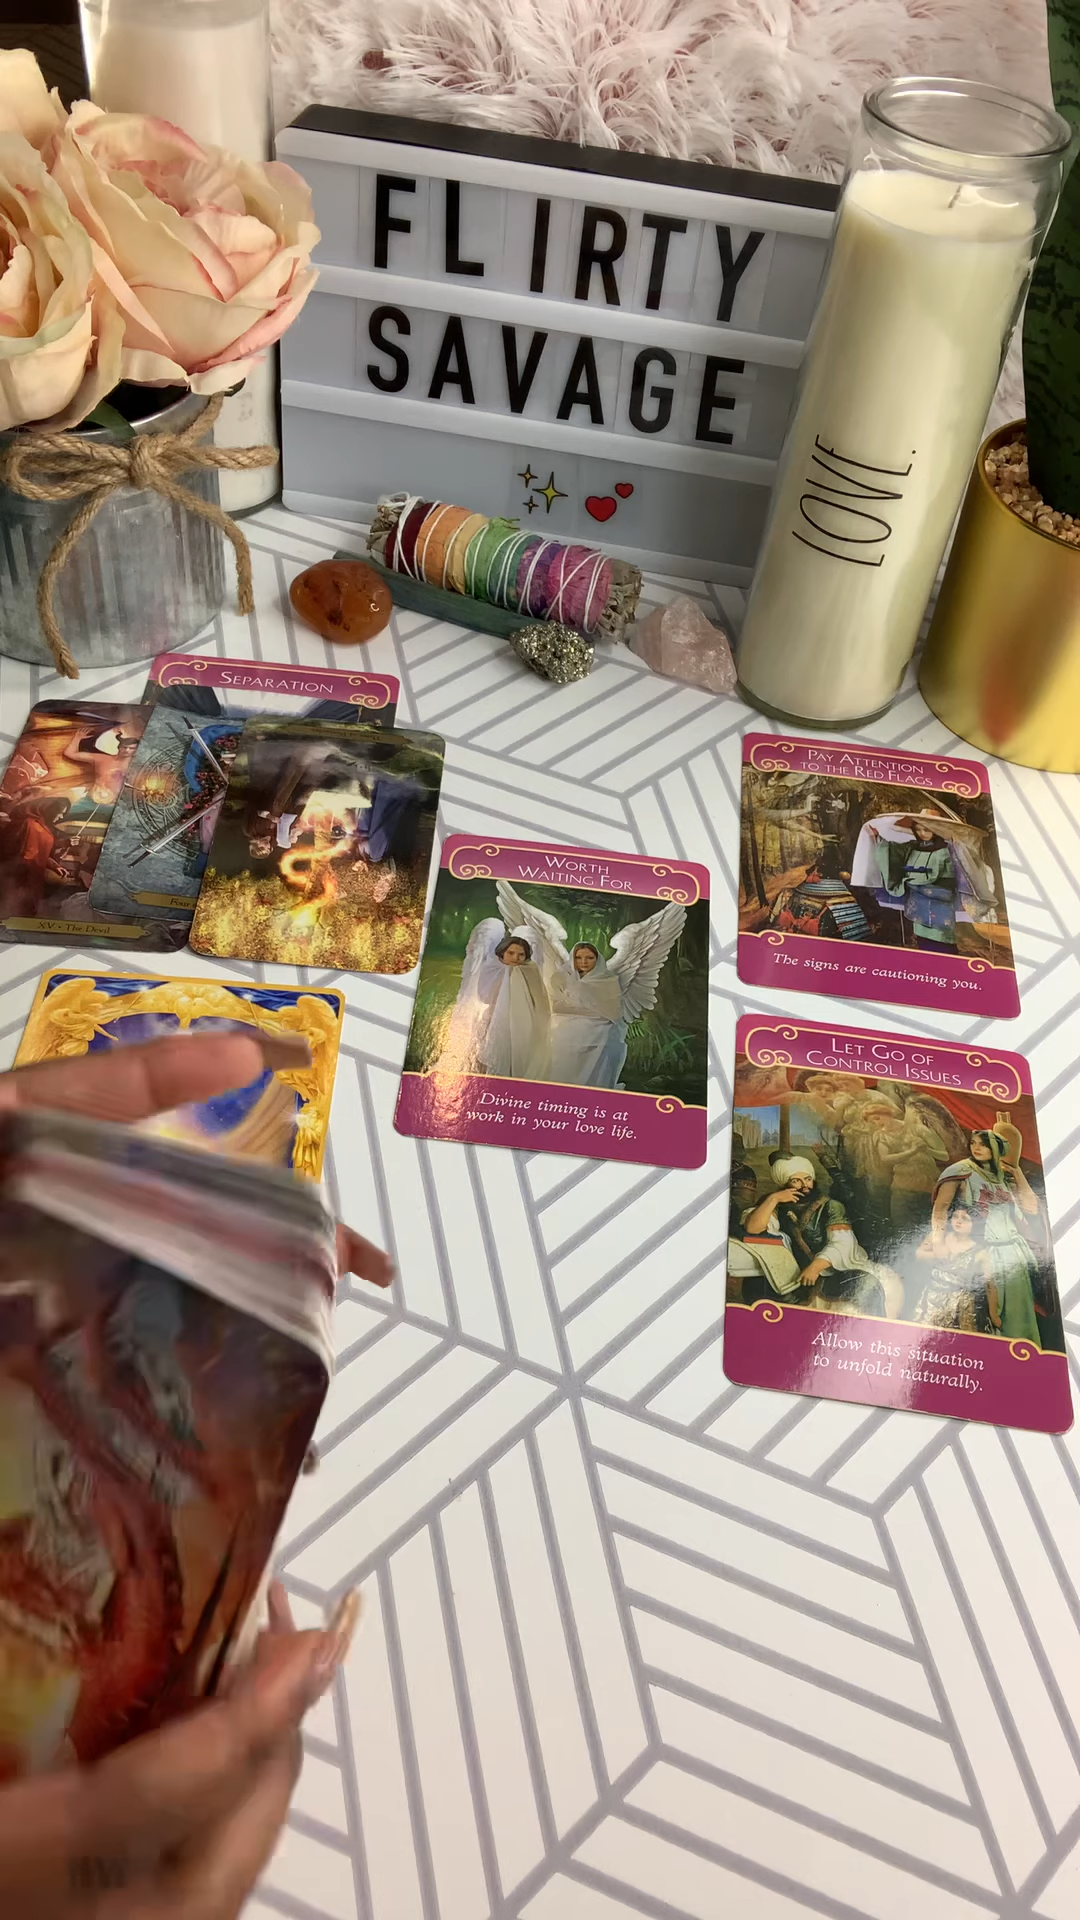 FLIRTY
SAVAGE
LOVE.
SEPARATION
XV • The Devil
Four
WORTH
WAITING FOR
Divine timing is at
work in your love life.
PAY ATTENTION
TO THE RED FLAGS
The signs are cautioning you.
LET GO OF
CONTROL ISSUES
Allow this situation
to unfold naturally.